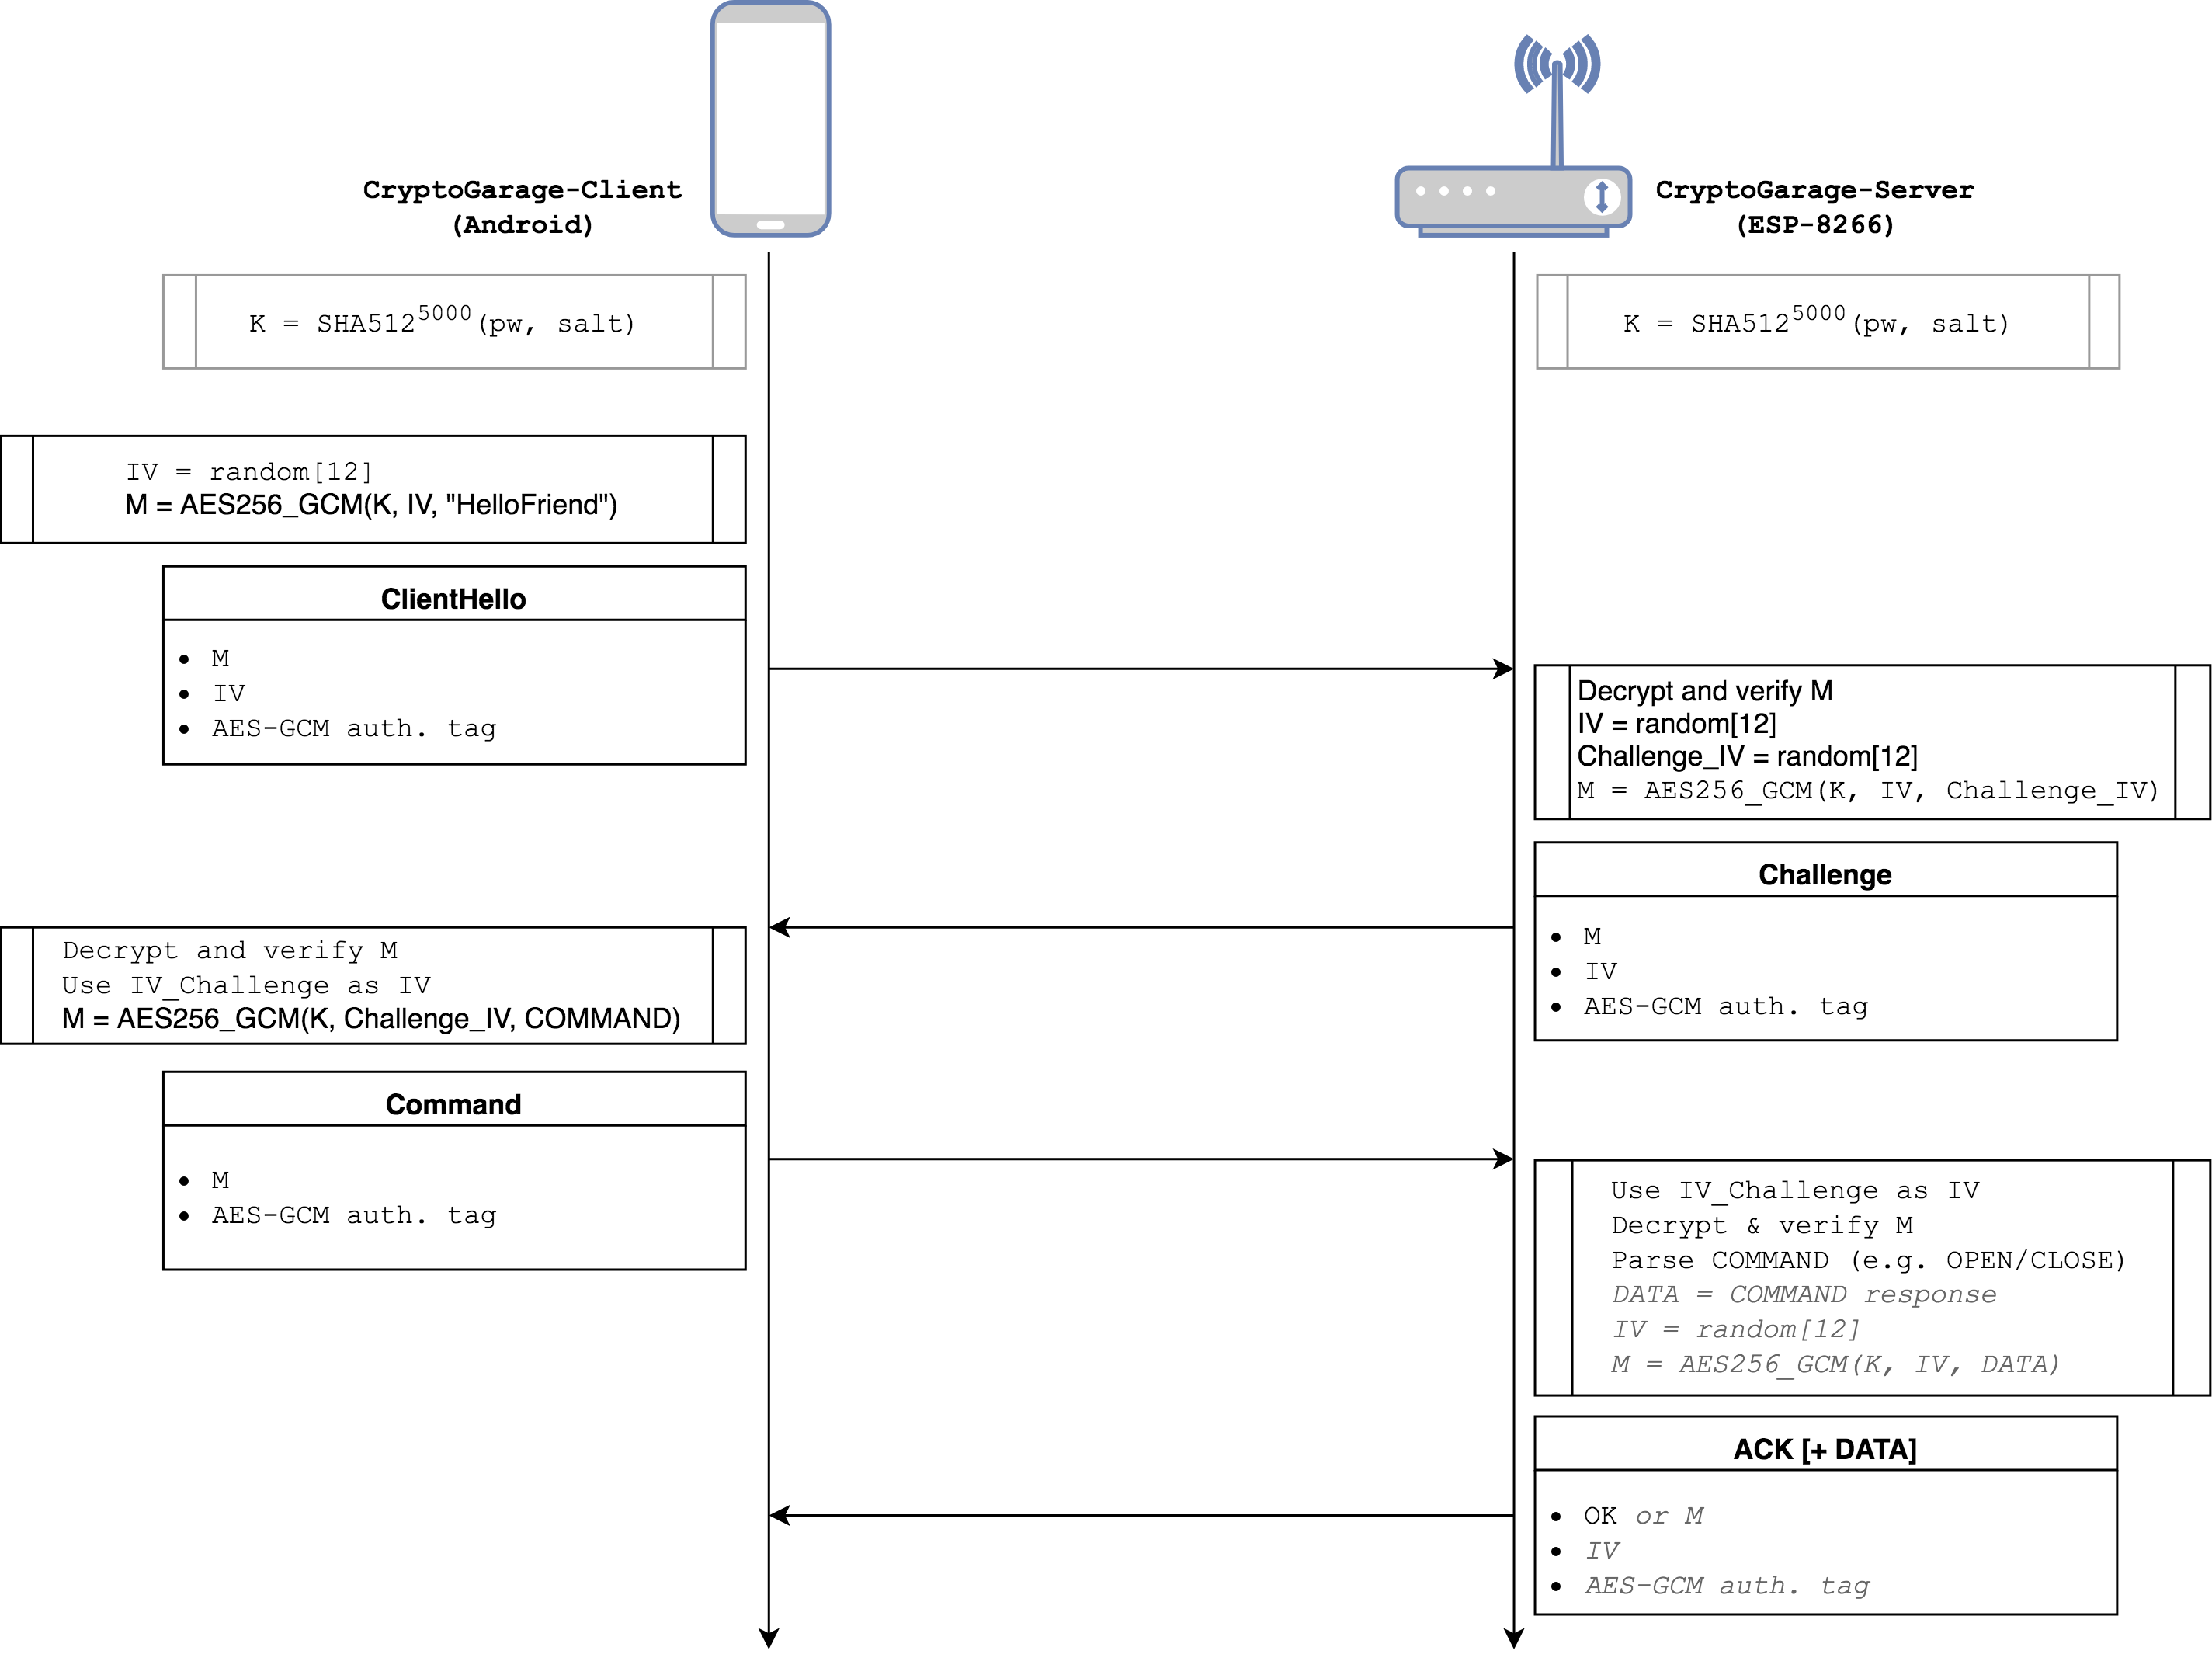 CryptoGarage-Client
(Android)
CryptoGarage-Server
(ESP-8266)
K = SHA512^5000(pw, salt)
K = SHA512^5000(pw, salt)
IV = random[12]
M = AES256_GCM(K, IV, "HelloFriend")
ClientHello
• M
• IV
• AES-GCM auth. tag
Decrypt and verify M
IV = random[12]
Challenge_IV = random[12]
M = AES256_GCM(K, IV, Challenge_IV)
Challenge
• M
• IV
• AES-GCM auth. tag
Decrypt and verify M
Use IV_Challenge as IV
M = AES256_GCM(K, Challenge_IV, COMMAND)
Command
• M
• AES-GCM auth. tag
Use IV_Challenge as IV
Decrypt & verify M
Parse COMMAND (e.g. OPEN/CLOSE)
DATA = COMMAND response
IV = random[12]
M = AES256_GCM(K, IV, DATA)
ACK [+ DATA]
• OK or M
• IV
• AES-GCM auth. tag